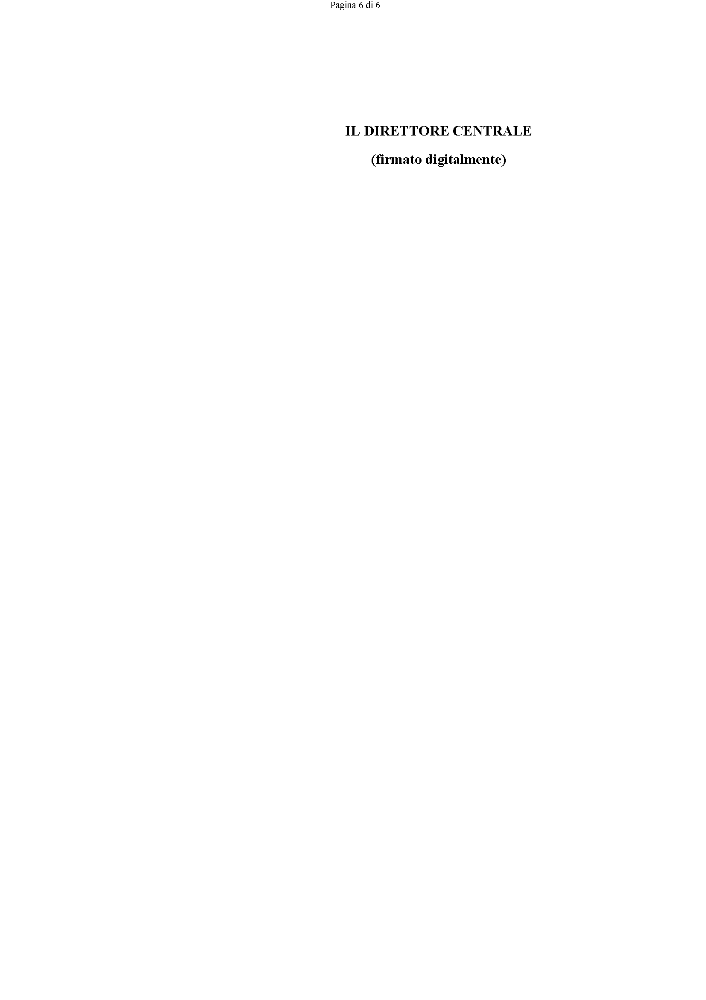 Pagina 6 di 6
IL DIRETTORE CENTRALE
(firmato digitalmente)